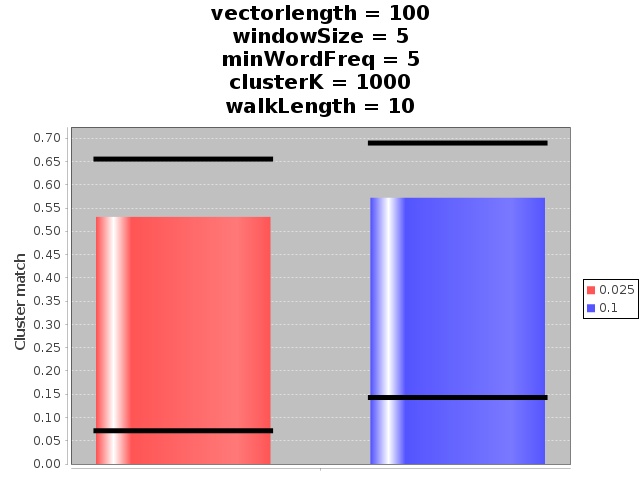 vectorlength = 100
windowSize = 5
minWordFreq = 5
clusterK = 1000
walkLength = 10
0.70
0.65
0.60
0.55
0.50
0.45
0.40
0.35
0.30
0.25
0.20
0.15
0.10
0.05
0.00
Cluster match
0.025
0.1